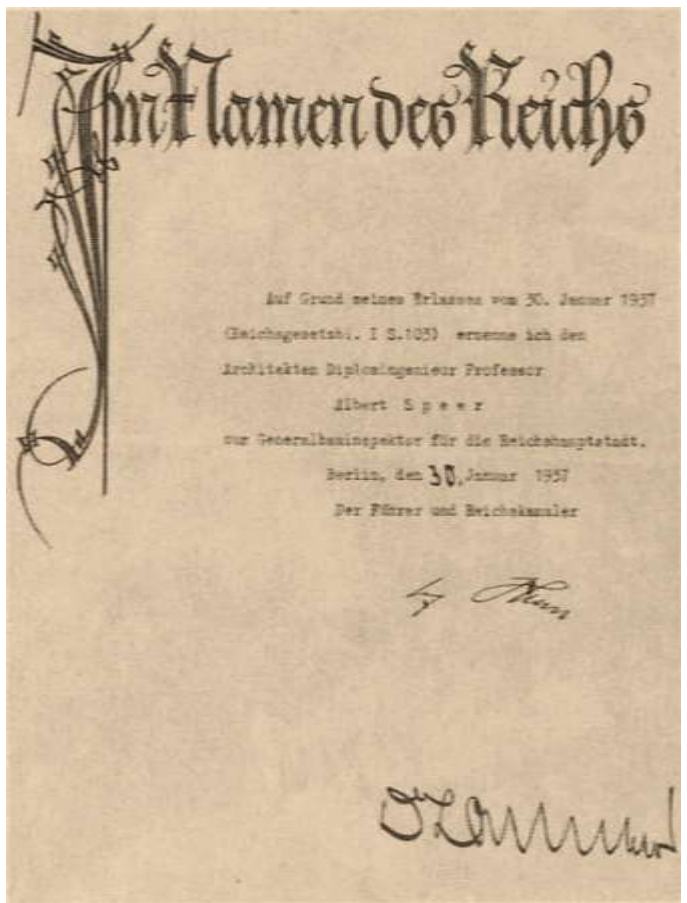 Im Namen des Reichs
Auf Grund meines Erlasses vom 30. Januar 1937
(Reichsgesetzbl. I S.103) ernenne ich den
Architekten Diplomingenieur Professor
Albert S p e e r
zum Generalbauinspektor für die Reichshauptstadt.
Berlin, den 30. Januar 1937
Der Führer und Reichskanzler